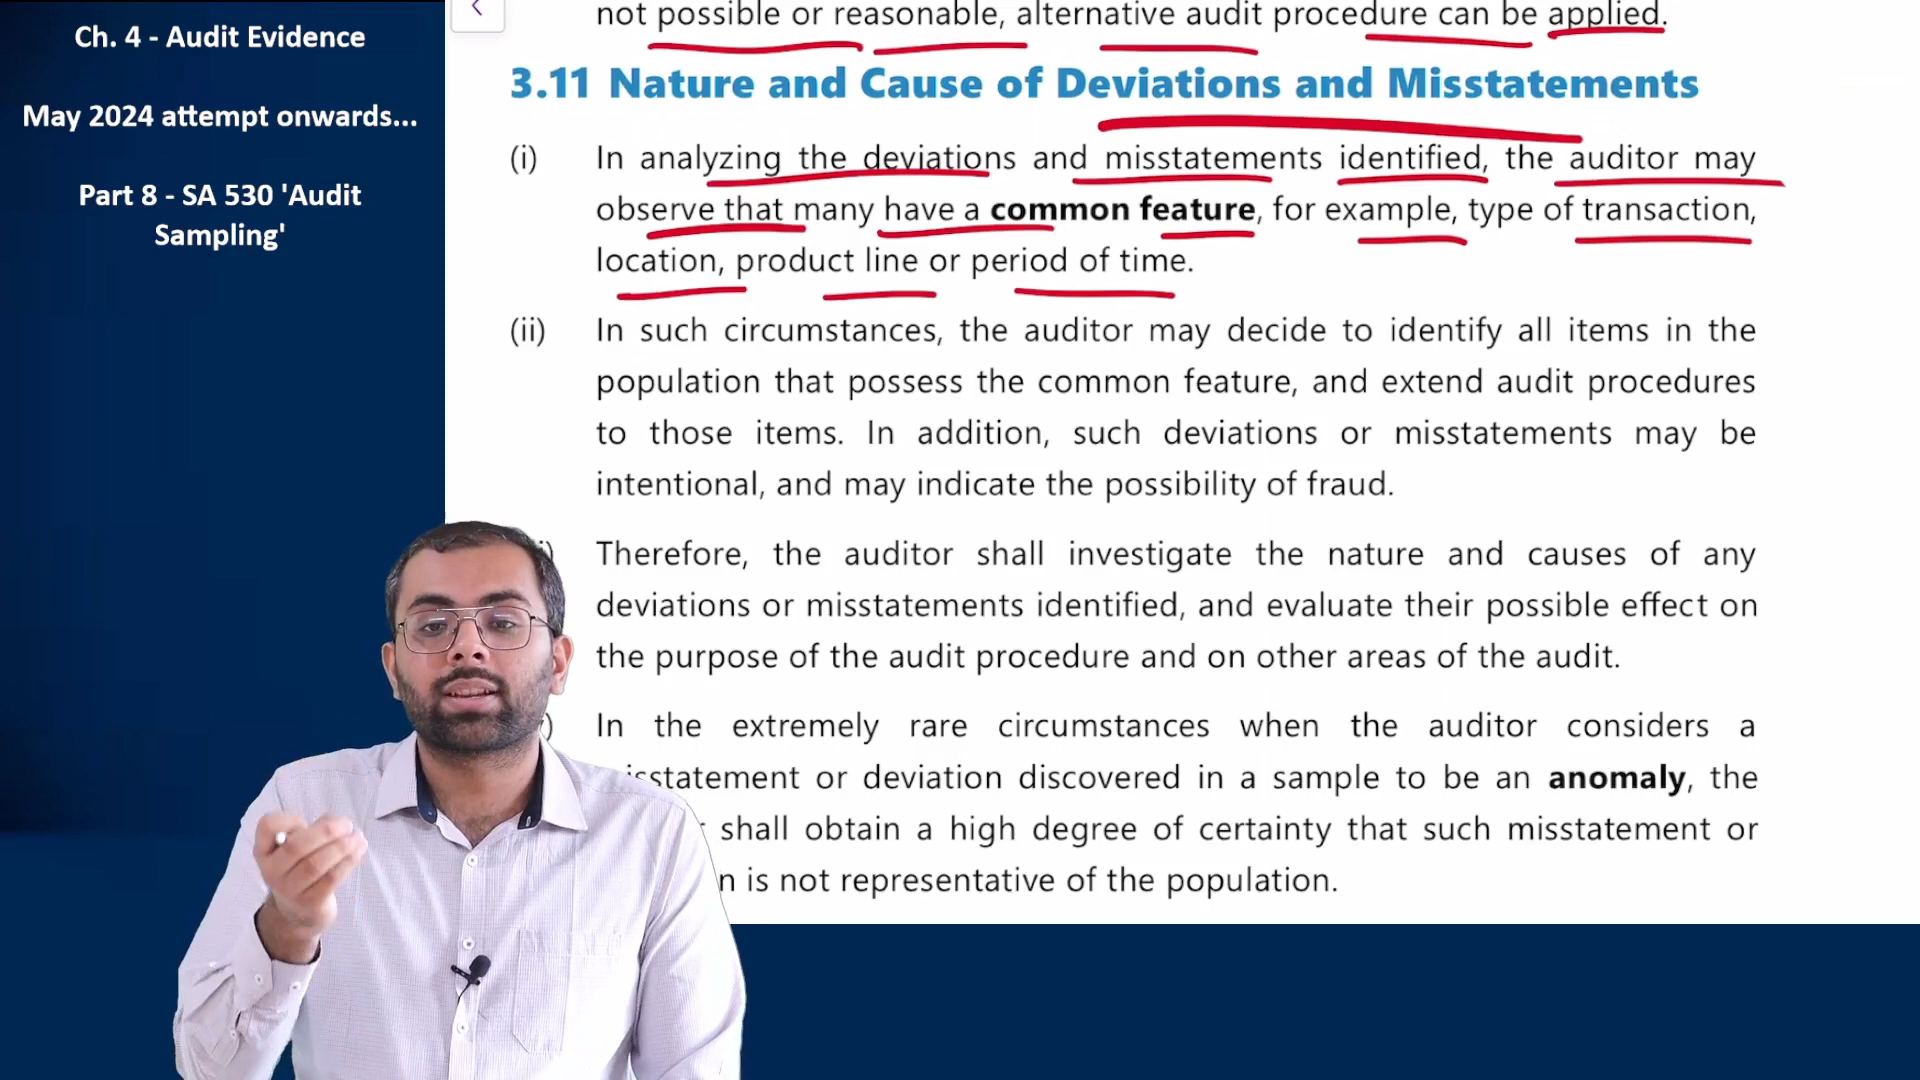 Ch. 4 - Audit Evidence
May 2024 attempt onwards...
Part 8 - SA 530 'Audit
Sampling'
not possible or reasonable, alternative audit procedure can be applied.
3.11 Nature and Cause of Deviations and Misstatements
(i) In analyzing the deviations and misstatements identified, the auditor may
observe that many have a common feature, for example, type of transaction,
location, product line or period of time.
(ii) In such circumstances, the auditor may decide to identify all items in the
population that possess the common feature, and extend audit procedures
to those items. In addition, such deviations or misstatements may be
intentional, and may indicate the possibility of fraud.
Therefore, the auditor shall investigate the nature and causes of any
deviations or misstatements identified, and evaluate their possible effect on
the purpose of the audit procedure and on other areas of the audit.
In the extremely rare circumstances when the auditor considers a
or deviation discovered in a sample to be an anomaly, the
shall obtain a high degree of certainty that such misstatement or
is not representative of the population.